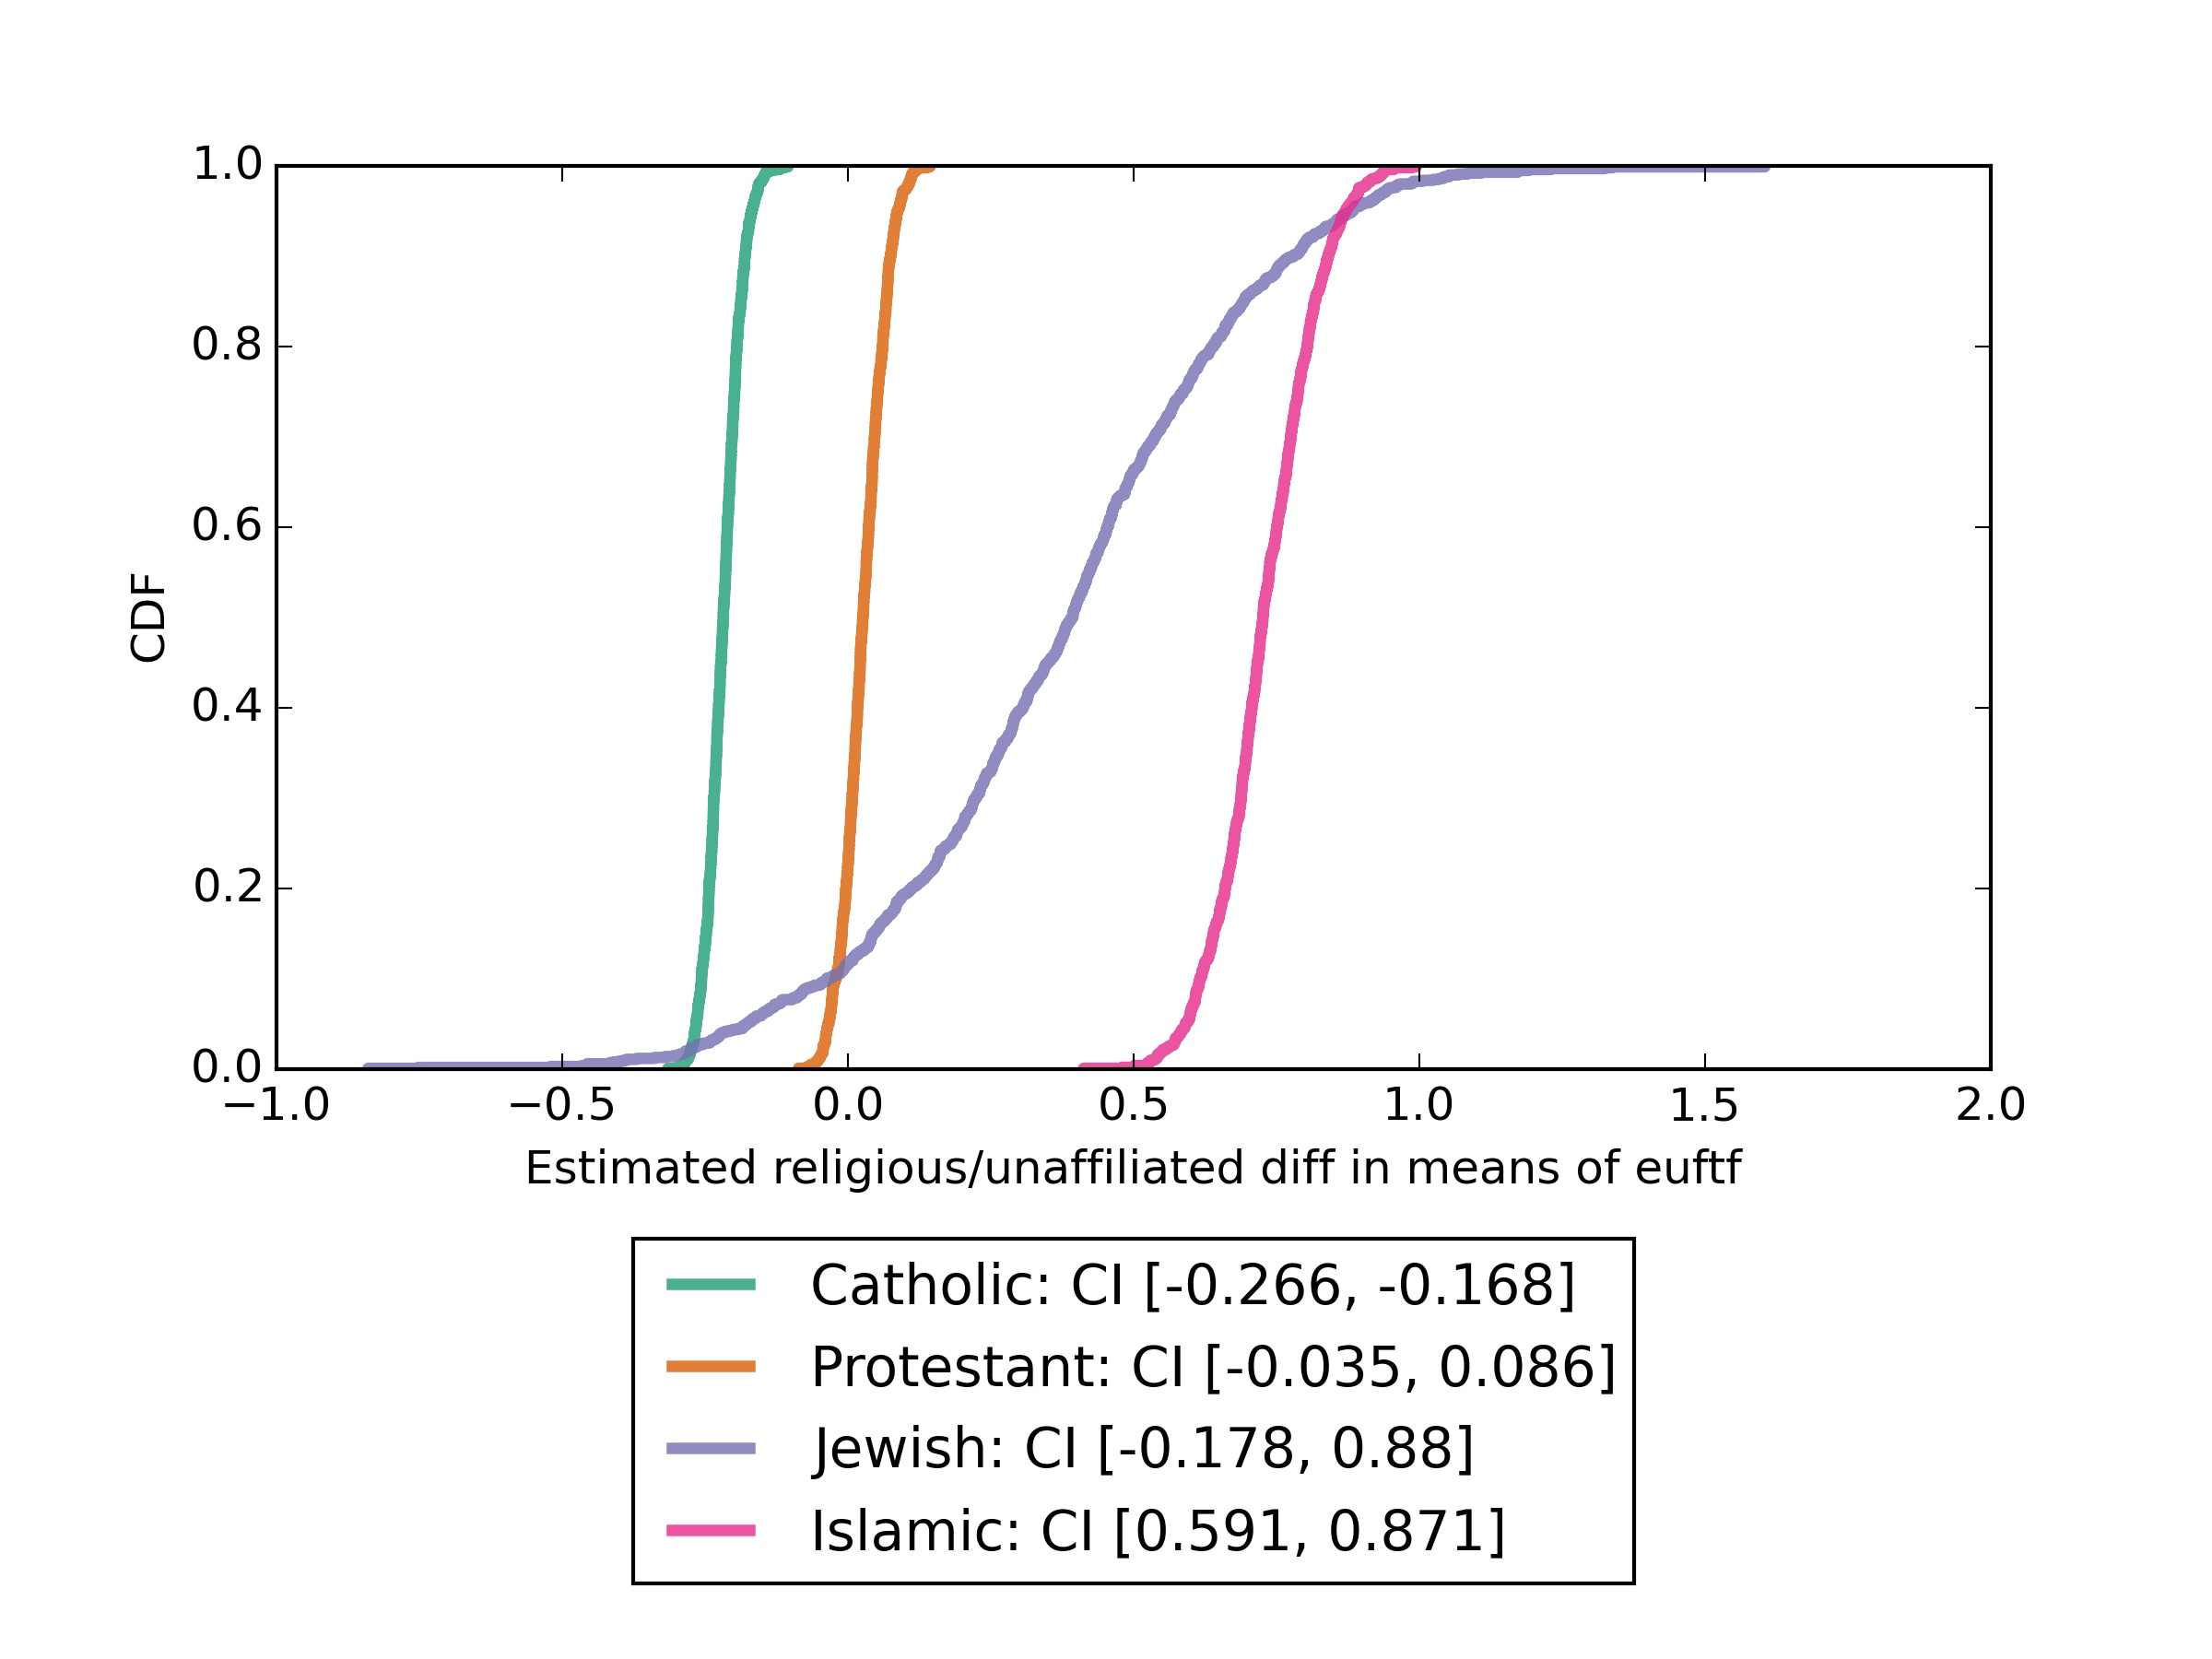 1.0
0.8
0.6
0.4
0.2
0.0
CDF
−1.0 −0.5 0.0 0.5 1.0 1.5 2.0
Estimated religious/unaffiliated diff in means of euftf
Catholic: CI [-0.266, -0.168]
Protestant: CI [-0.035, 0.086]
Jewish: CI [-0.178, 0.88]
Islamic: CI [0.591, 0.871]